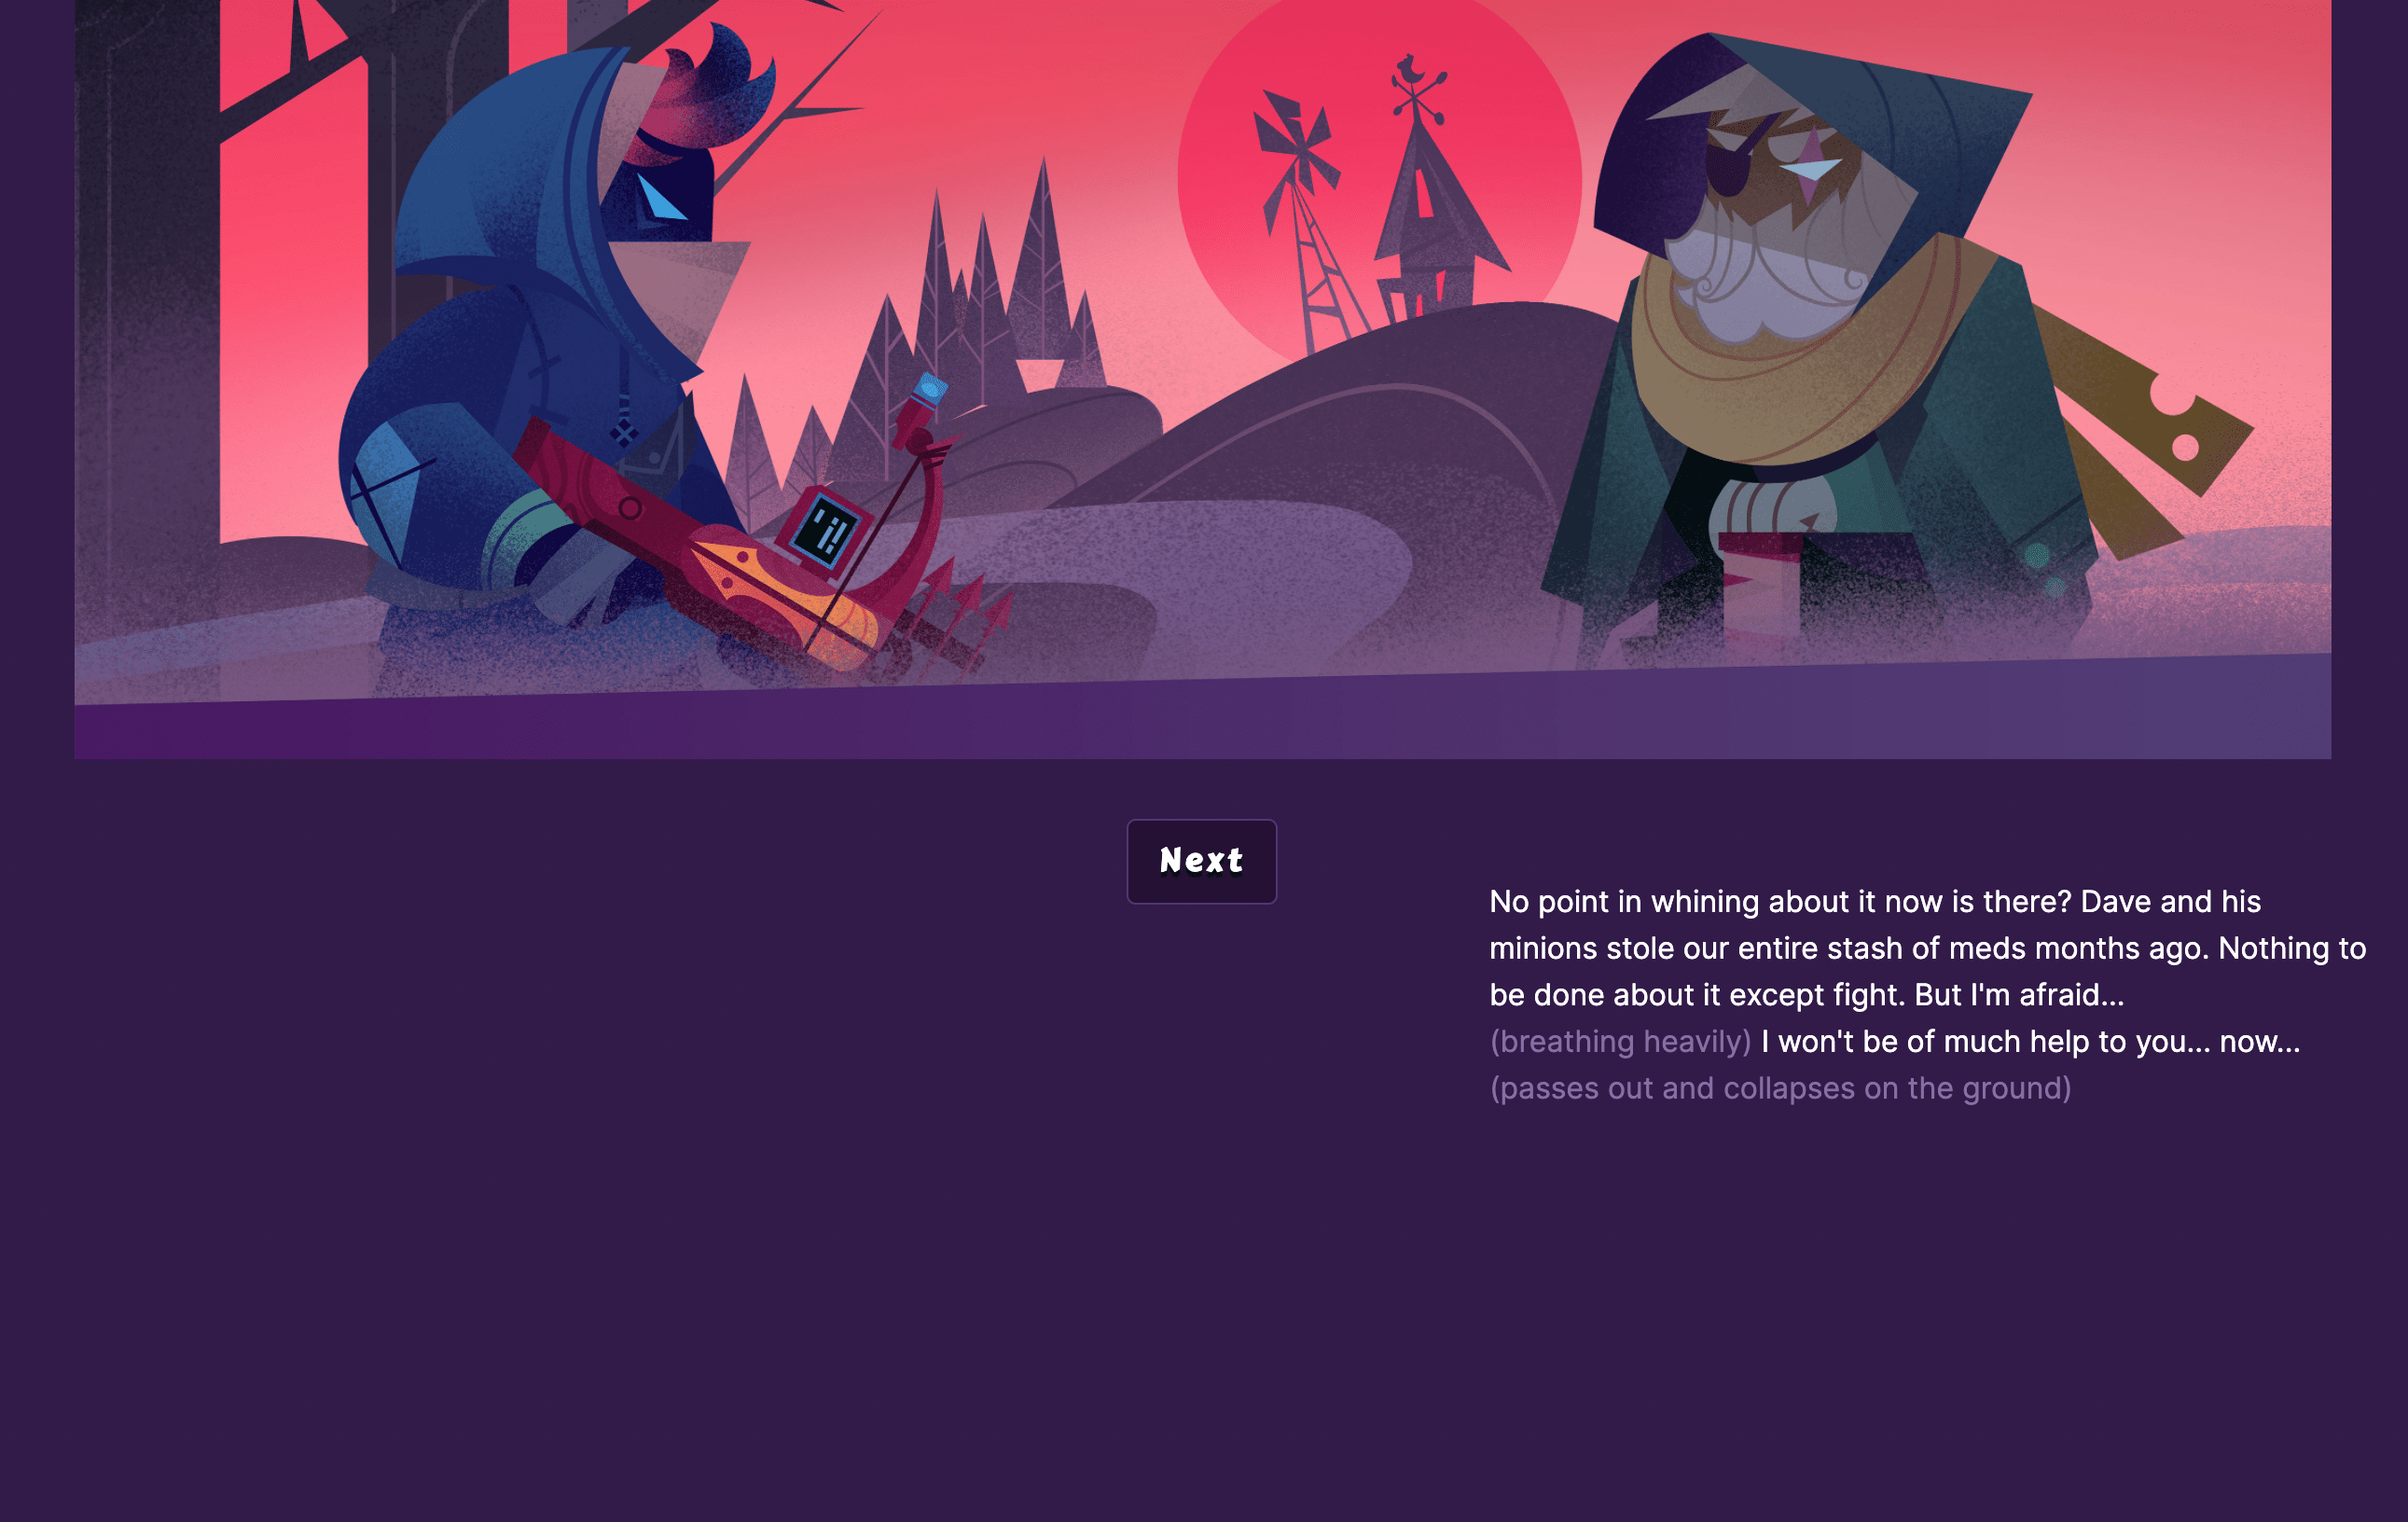 Next
No point in whining about it now is there? Dave and his
minions stole our entire stash of meds months ago. Nothing to
be done about it except fight. But I'm afraid...
(breathing heavily) I won't be of much help to you... now...
(passes out and collapses on the ground)